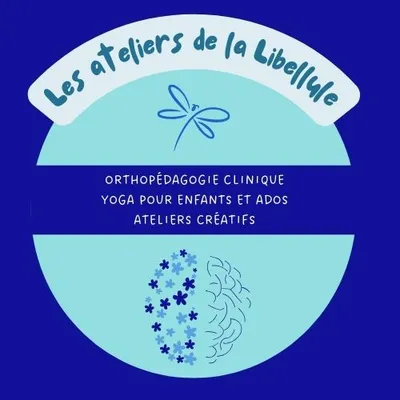 Les ateliers de la Libellule
ORTHOPÉDAGOGIE CLINIQUE
YOGA POUR ENFANTS ET ADOS
ATELIERS CRÉATIFS